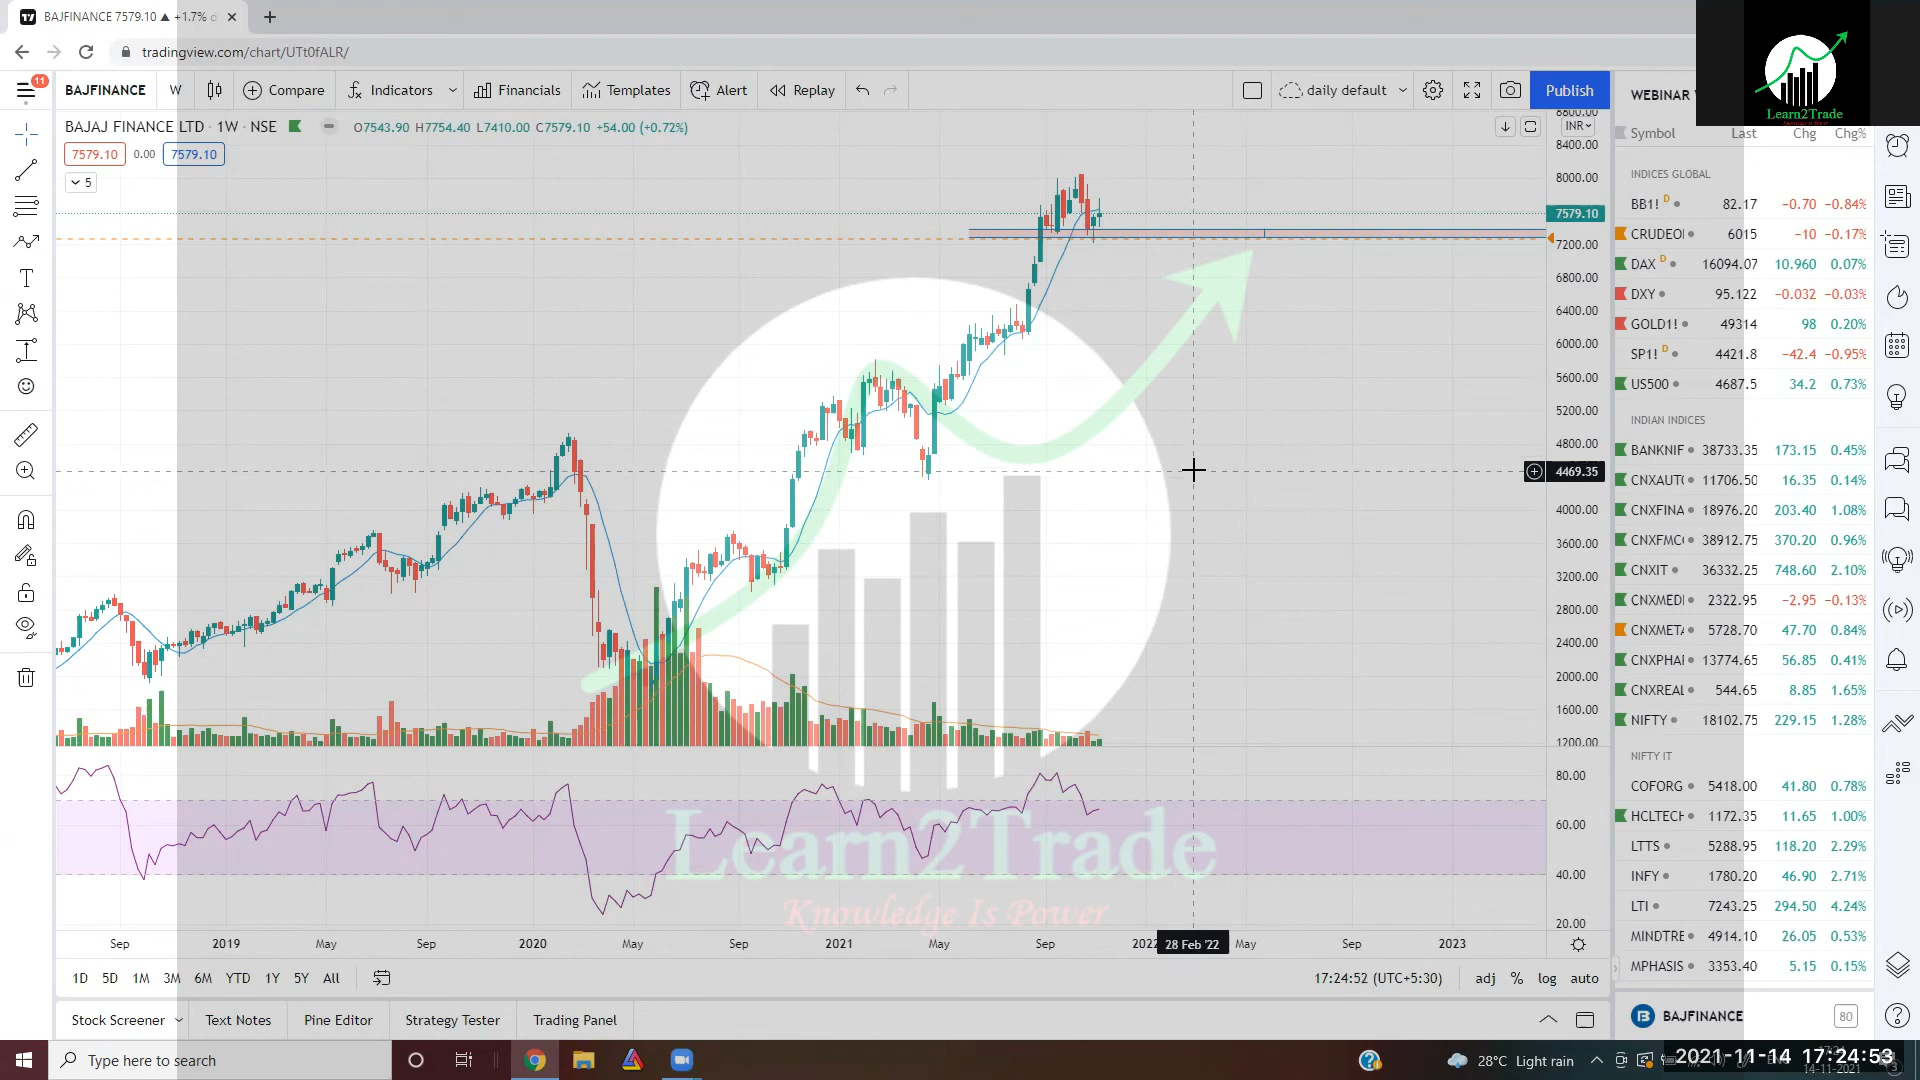 BAJFINANCE 7579.10 ▲ +1.7%
tradingview.com/chart/UTt0fALR/
11
BAJFINANCE W Compare Indicators Financials Templates Alert Replay daily default Publish
WEBINAR
Learn2Trade
BAJAJ FINANCE LTD · 1W · NSE O7543.90 H7754.40 L7410.00 C7579.10 +54.00 (+0.72%)
INR
7579.10 0.00 7579.10
5
Symbol Last Chg Chg%
8800.00
8400.00
8000.00
7579.10
7200.00
6800.00
6400.00
6000.00
5600.00
5200.00
4800.00
4469.35
4000.00
3600.00
3200.00
2800.00
2400.00
2000.00
1600.00
1200.00
80.00
60.00
40.00
20.00
INDICES GLOBAL
BB1! D 82.17 −0.70 −0.84%
CRUDEOI 6015 −10 −0.17%
DAX D 16094.07 10.960 0.07%
DXY 95.122 −0.032 −0.03%
GOLD1! 49314 98 0.20%
SP1! D 4421.8 −42.4 −0.95%
US500 4687.5 34.2 0.73%
INDIAN INDICES
BANKNIF 38733.35 173.15 0.45%
CNXAUT 11706.50 16.35 0.14%
CNXFINA 18976.20 203.40 1.08%
CNXFMC 38912.75 370.20 0.96%
CNXIT 36332.25 748.60 2.10%
CNXMEDI 2322.95 −2.95 −0.13%
CNXMETA 5728.70 47.70 0.84%
CNXPHAI 13774.65 56.85 0.41%
CNXREAL 544.65 8.85 1.65%
NIFTY 18102.75 229.15 1.28%
NIFTY IT
COFORG 5418.00 41.80 0.78%
HCLTECH 1172.35 11.65 1.00%
LTTS 5288.95 118.20 2.29%
INFY 1780.20 46.90 2.71%
LTI 7243.25 294.50 4.24%
MINDTRE 4914.10 26.05 0.53%
MPHASIS 3353.40 5.15 0.15%
Learn2Trade
Knowledge Is Power
Sep 2019 May Sep 2020 May Sep 2021 May Sep 2022 28 Feb '22 May Sep 2023
1D 5D 1M 3M 6M YTD 1Y 5Y All 17:24:52 (UTC+5:30) adj % log auto
Stock Screener Text Notes Pine Editor Strategy Tester Trading Panel
BAJFINANCE 80
Type here to search
28°C Light rain
2021-11-14 17:24:53
14-11-2021